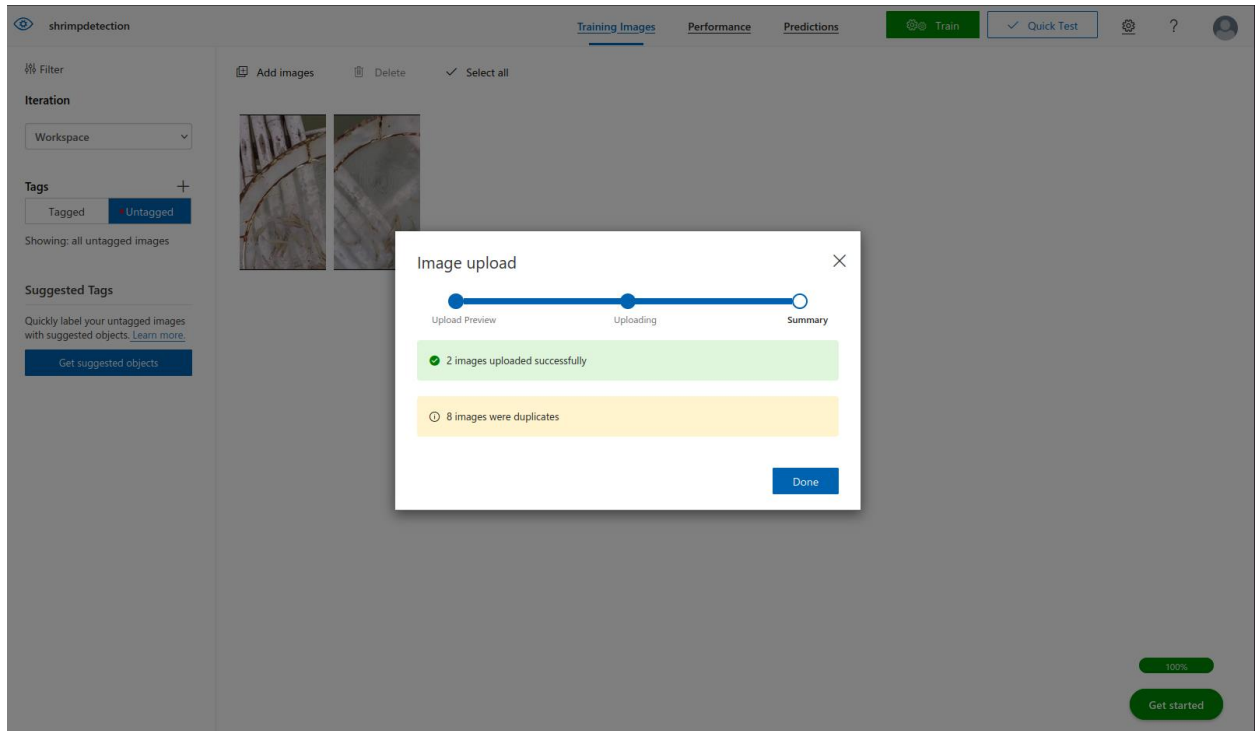 shrimpdetection
Training Images
Performance
Predictions
Train
Quick Test
?
Filter
Add images
Delete
Select all
Iteration
Workspace
Tags
Tagged
Untagged
Showing: all untagged images
Suggested Tags
Quickly label your untagged images
with suggested objects. Learn more.
Get suggested objects
Image upload
Upload Preview
Uploading
Summary
2 images uploaded successfully
8 images were duplicates
Done
100%
Get started